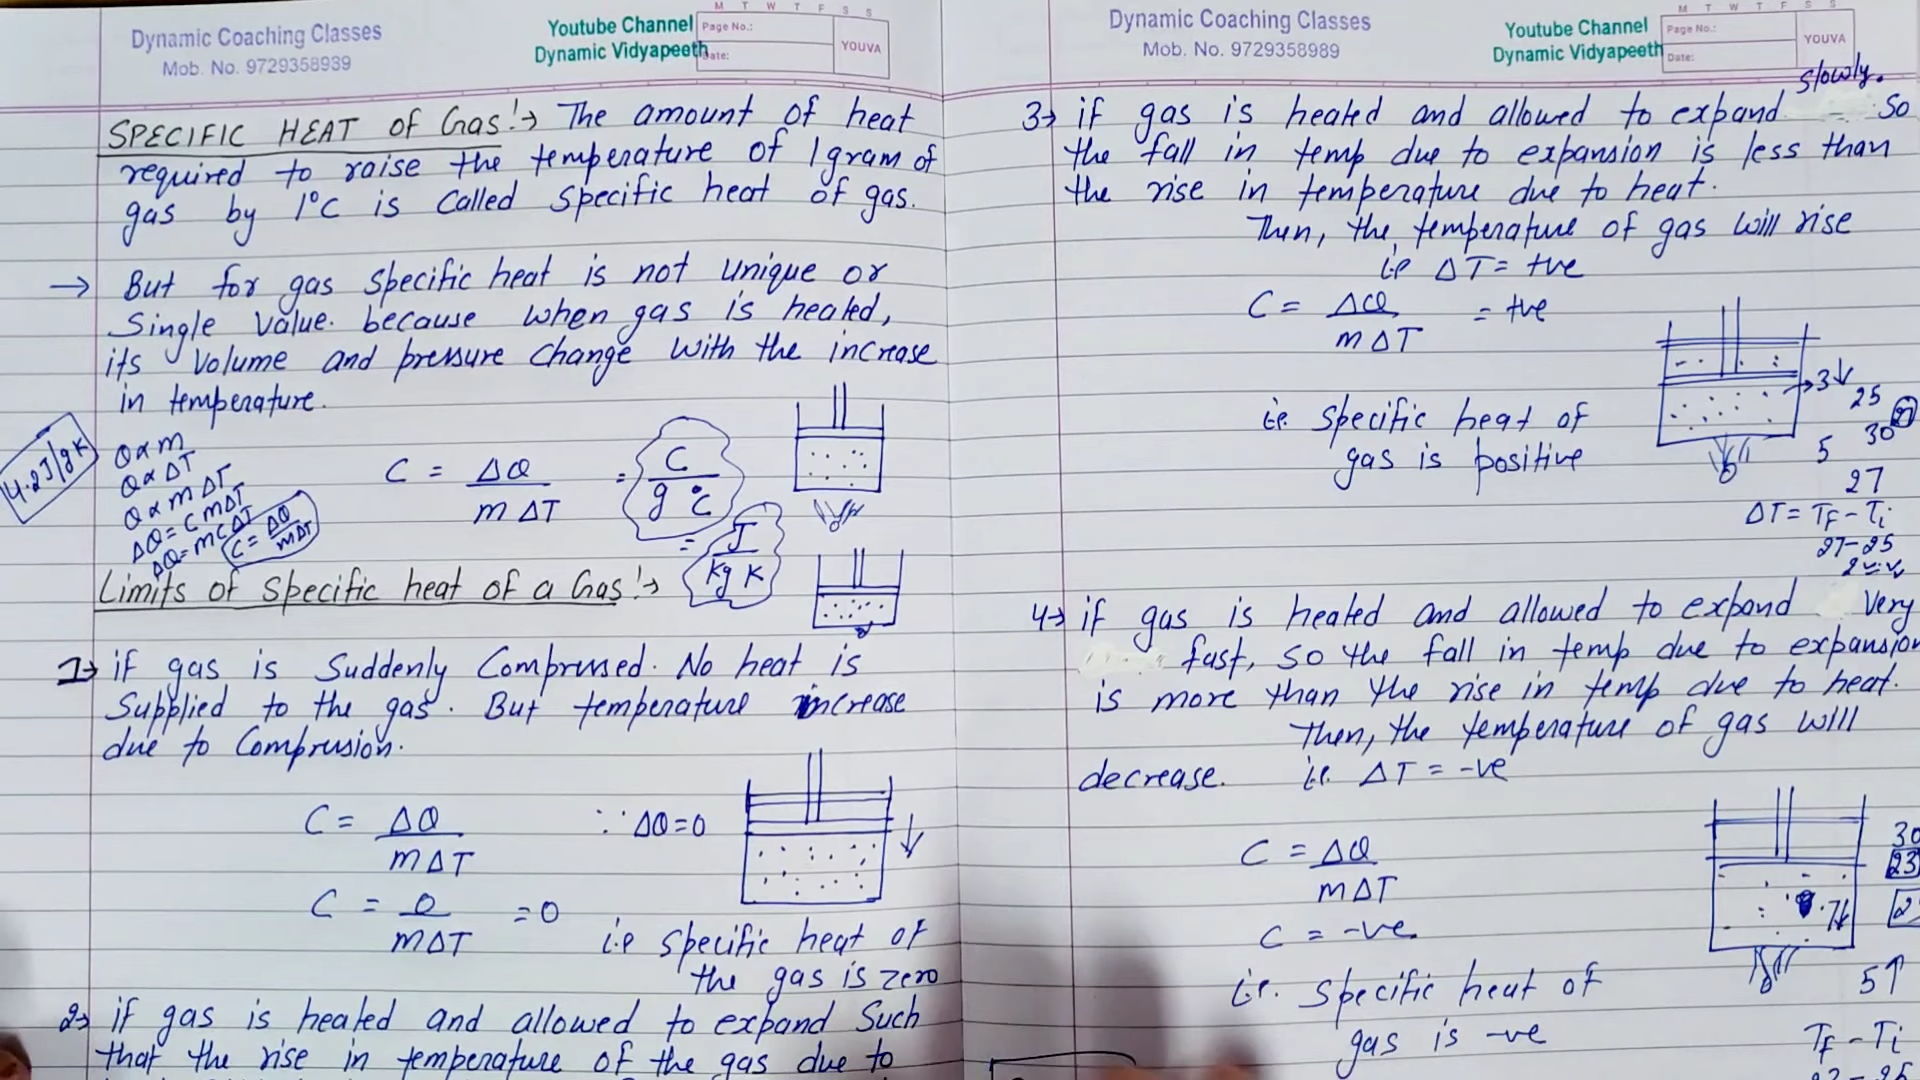 Dynamic Coaching Classes
Mob. No. 9729358939
Youtube Channel
Dynamic Vidyapeeth
M T W T F S S
Page No.:
Date:
YOUVA
SPECIFIC HEAT of Gas!→ The amount of heat
required to raise the temperature of 1 gram of
gas by 1°C is called specific heat of gas.
→ But for gas specific heat is not unique or
single value. because when gas is heated,
its volume and pressure change with the increase
in temperature.
4.2J/gK
Q∝m
Q∝ΔT
Q∝mΔT
ΔQ=CmΔT
ΔQ=mCΔT
C=ΔQ/mΔT
C = ΔQ/mΔT = C/g°C
= J/kg K
Limits of specific heat of a Gas!→
1→ if gas is Suddenly Compressed. No heat is
supplied to the gas. But temperature increase
due to Compression.
C = ΔQ/mΔT ∵ ΔQ=0
C = 0/mΔT =0
i.e specific heat of
the gas is zero
2→ if gas is heated and allowed to expand Such
that the rise in temperature of the gas due to
Dynamic Coaching Classes
Mob. No. 9729358989
Youtube Channel
Dynamic Vidyapeeth
M T W T F S S
Page No.:
Date:
YOUVA
slowly.
3→ if gas is heated and allowed to expand So
the fall in temp due to expansion is less than
the rise in temperature due to heat.
Then, the temperature of gas will rise
i.e ΔT= +ve
C = ΔQ/mΔT = +ve
→3↓
25
30
27
5
27
i.e. specific heat of
gas is positive
ΔT = Tf - Ti
27-25
4→ if gas is heated and allowed to expand Very
fast, so the fall in temp due to expansion
is more than the rise in temp due to heat.
Then, the temperature of gas will
decrease. i.e. ΔT = -ve
C = ΔQ/mΔT
C = -ve.
30
23
7↓
i.e. specific heat of
gas is -ve
5↑
Tf - Ti